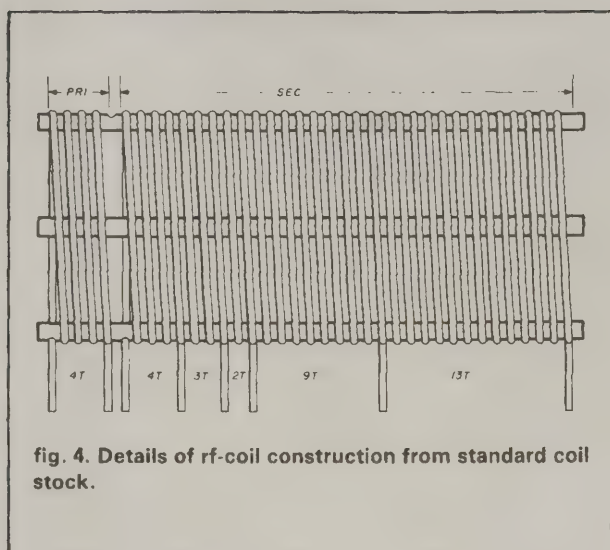 PRI SEC
4T 4T 3T 2T 9T 13T
fig. 4. Details of rf-coil construction from standard coil
stock.